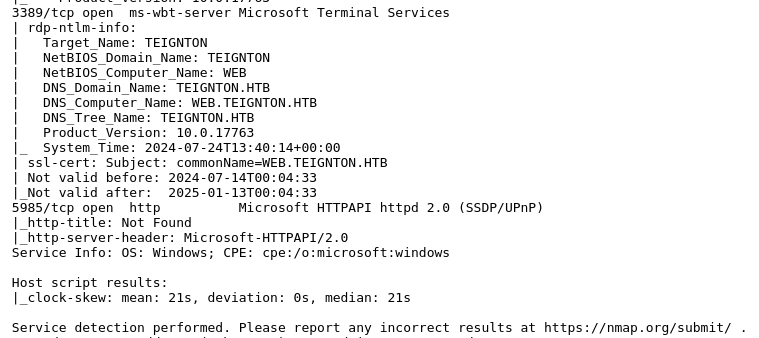 3389/tcp open  ms-wbt-server Microsoft Terminal Services
| rdp-ntlm-info:
|   Target_Name: TEIGNTON
|   NetBIOS_Domain_Name: TEIGNTON
|   NetBIOS_Computer_Name: WEB
|   DNS_Domain_Name: TEIGNTON.HTB
|   DNS_Computer_Name: WEB.TEIGNTON.HTB
|   DNS_Tree_Name: TEIGNTON.HTB
|   Product_Version: 10.0.17763
|_  System_Time: 2024-07-24T13:40:14+00:00
| ssl-cert: Subject: commonName=WEB.TEIGNTON.HTB
| Not valid before: 2024-07-14T00:04:33
|_Not valid after:  2025-01-13T00:04:33
5985/tcp open  http          Microsoft HTTPAPI httpd 2.0 (SSDP/UPnP)
|_http-title: Not Found
|_http-server-header: Microsoft-HTTPAPI/2.0
Service Info: OS: Windows; CPE: cpe:/o:microsoft:windows

Host script results:
|_clock-skew: mean: 21s, deviation: 0s, median: 21s

Service detection performed. Please report any incorrect results at https://nmap.org/submit/ .